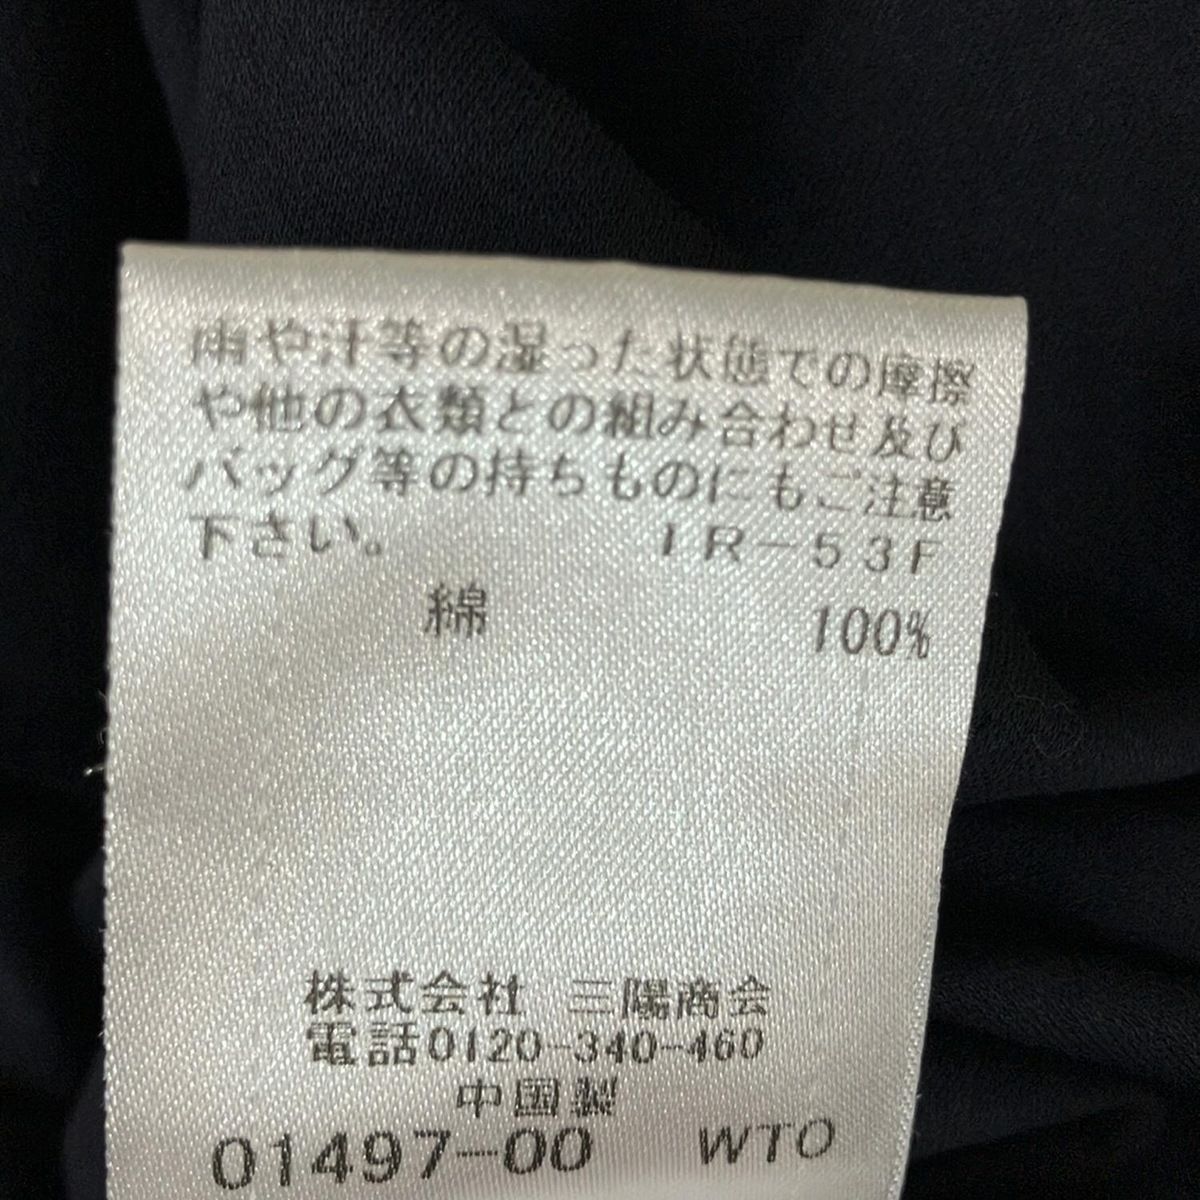 雨や汗等の湿った状態での摩擦
や他の衣類との組み合わせ及び
バッグ等の持ちものにもご注意
下さい。 IR-53F
綿 100%
株式会社 三陽商会
電話0120-340-460
中国製
01497-00 WTO